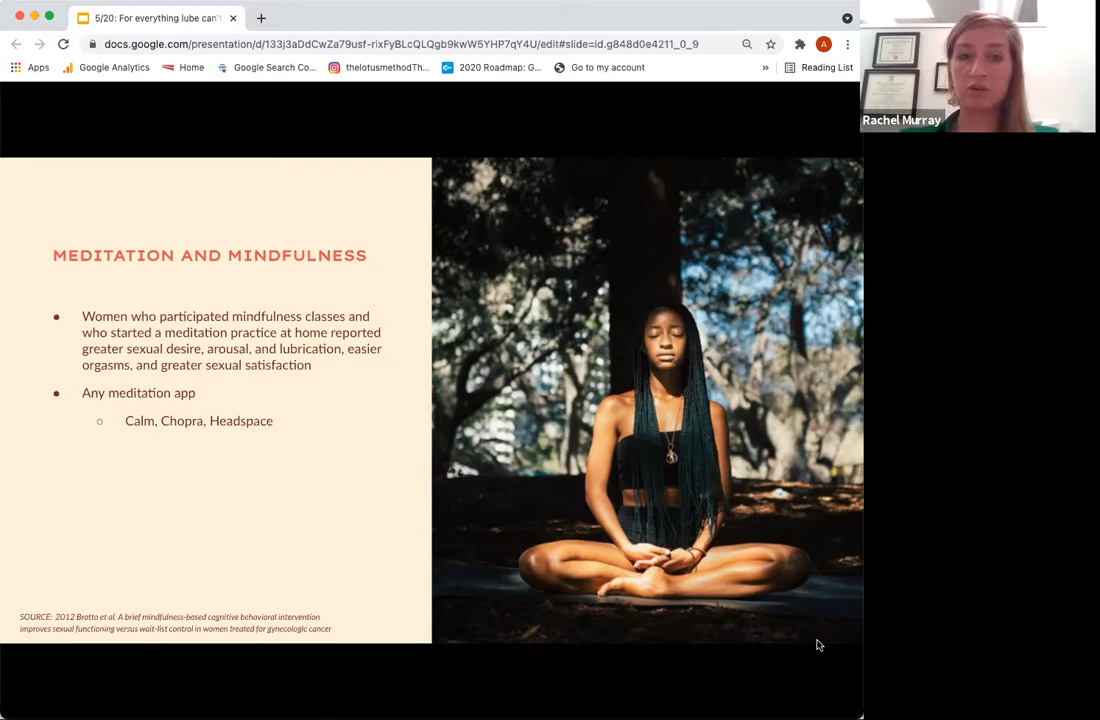 5/20: For everything lube can't
docs.google.com/presentation/d/133j3aDdCwZa79usf-rixFyBLcQLQgb9kwW5YHP7qY4U/edit#slide=id.g848d0e4211_0_9
A
Apps
Google Analytics
Home
Google Search Co...
thelotusmethodTh...
2020 Roadmap: G...
Go to my account
»
Reading List
Rachel Murray
MEDITATION AND MINDFULNESS
• Women who participated mindfulness classes and
who started a meditation practice at home reported
greater sexual desire, arousal, and lubrication, easier
orgasms, and greater sexual satisfaction
• Any meditation app
○ Calm, Chopra, Headspace
SOURCE: 2012 Brotto et al. A brief mindfulness-based cognitive behavioral intervention
improves sexual functioning versus wait-list control in women treated for gynecologic cancer